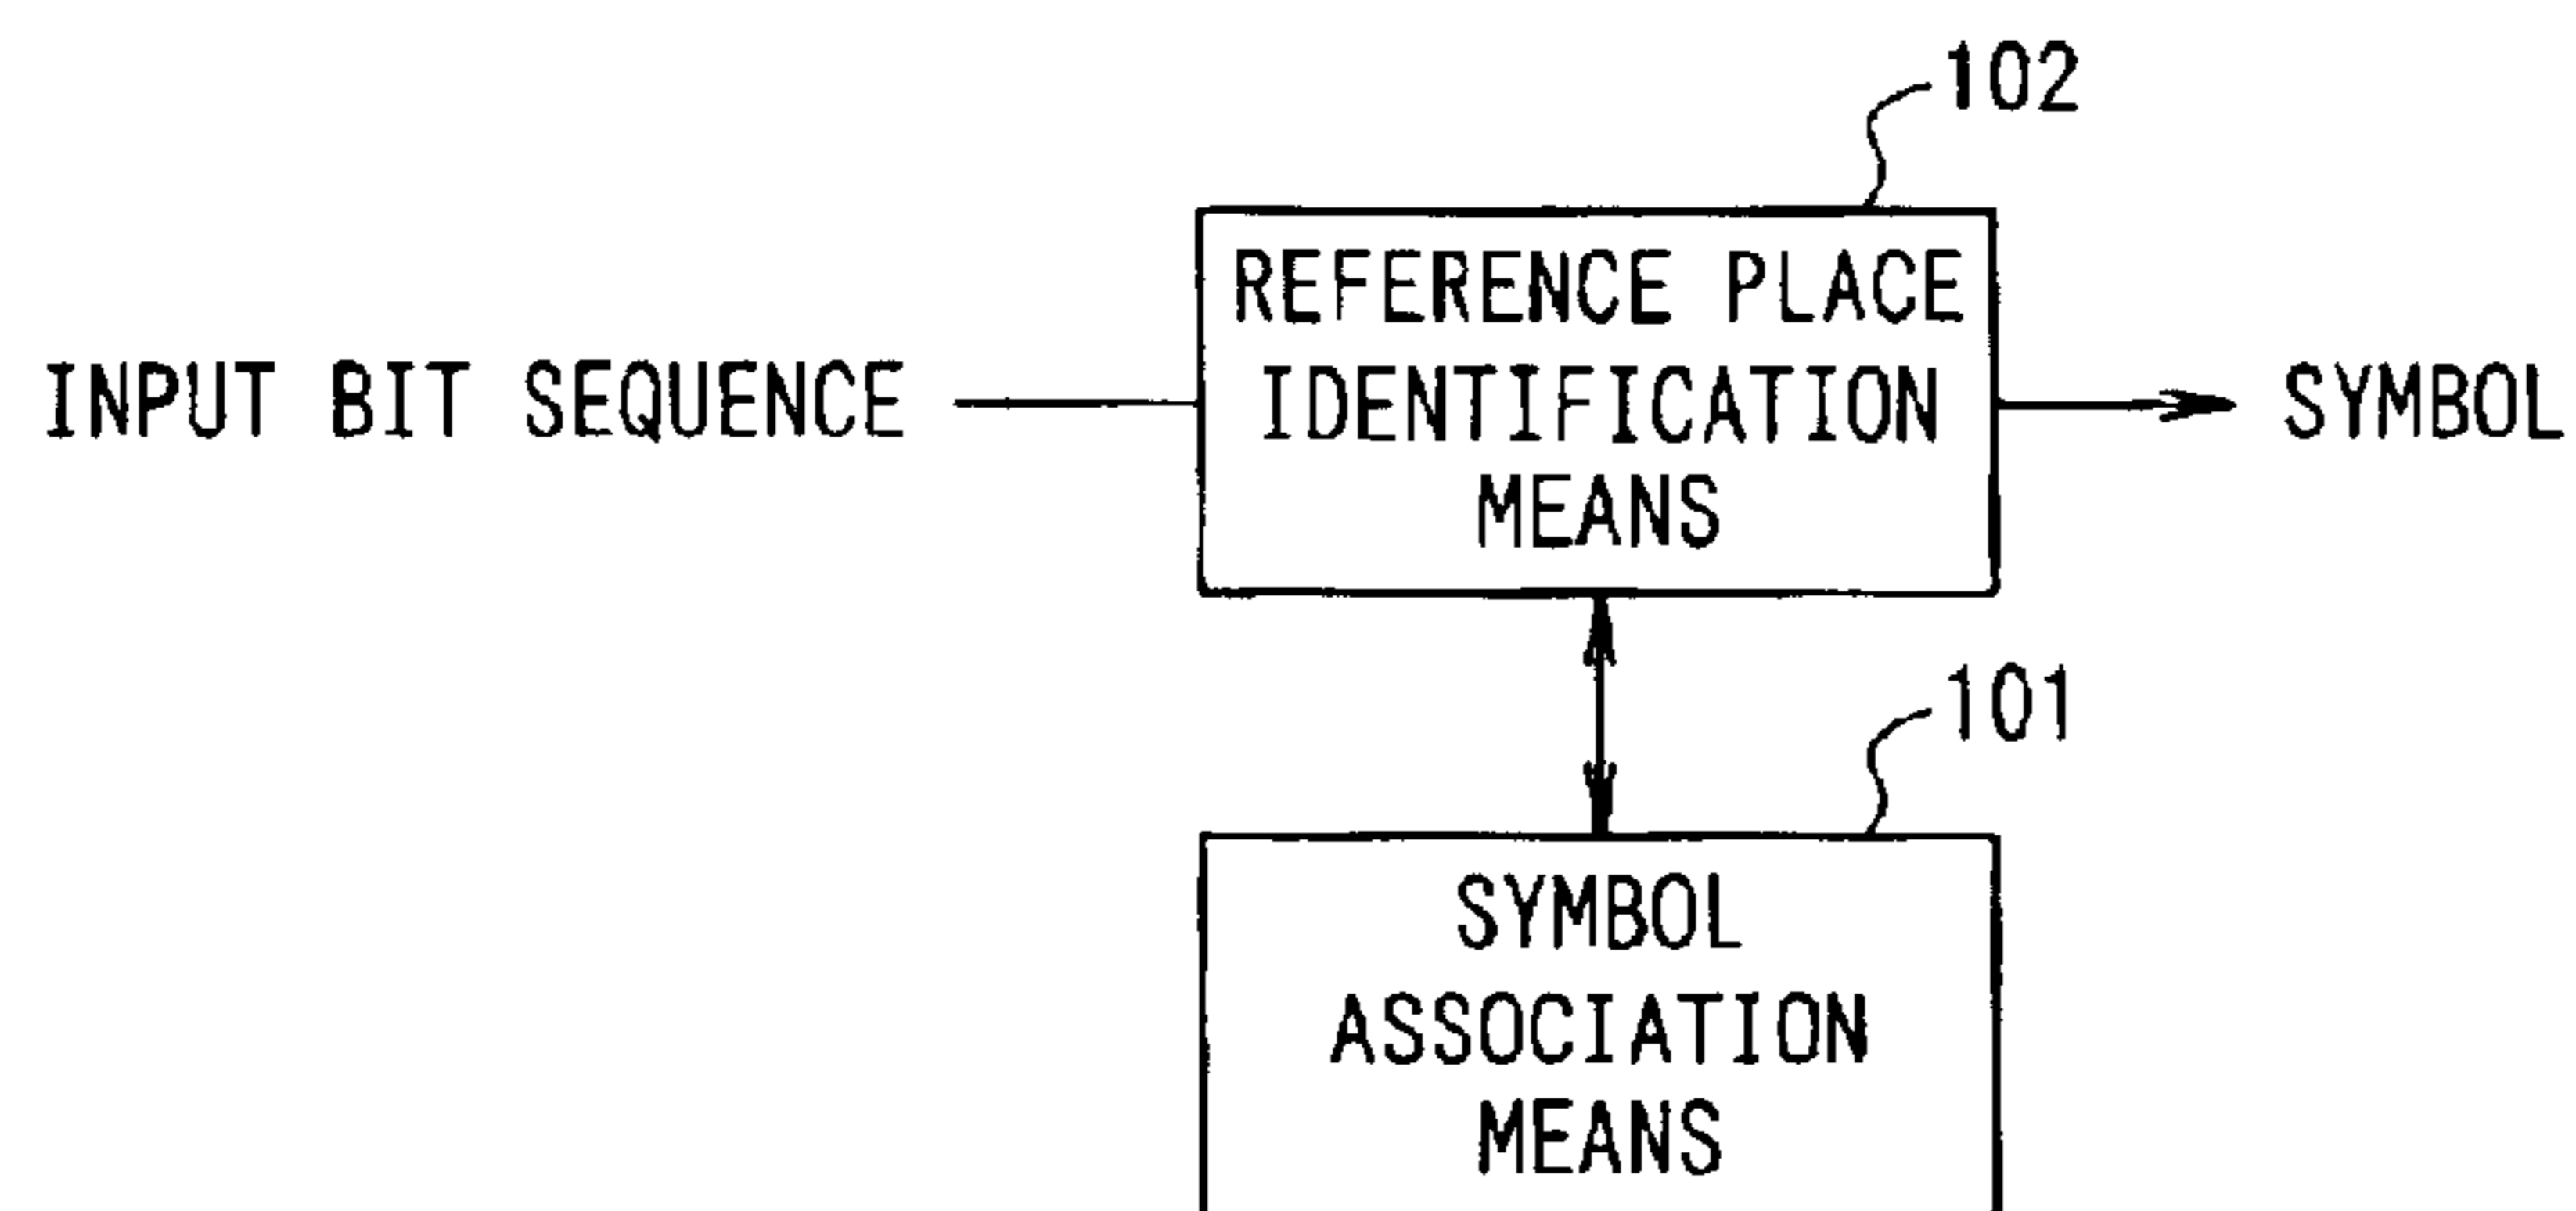 102
REFERENCE PLACE
IDENTIFICATION
MEANS
INPUT BIT SEQUENCE
SYMBOL
101
SYMBOL
ASSOCIATION
MEANS